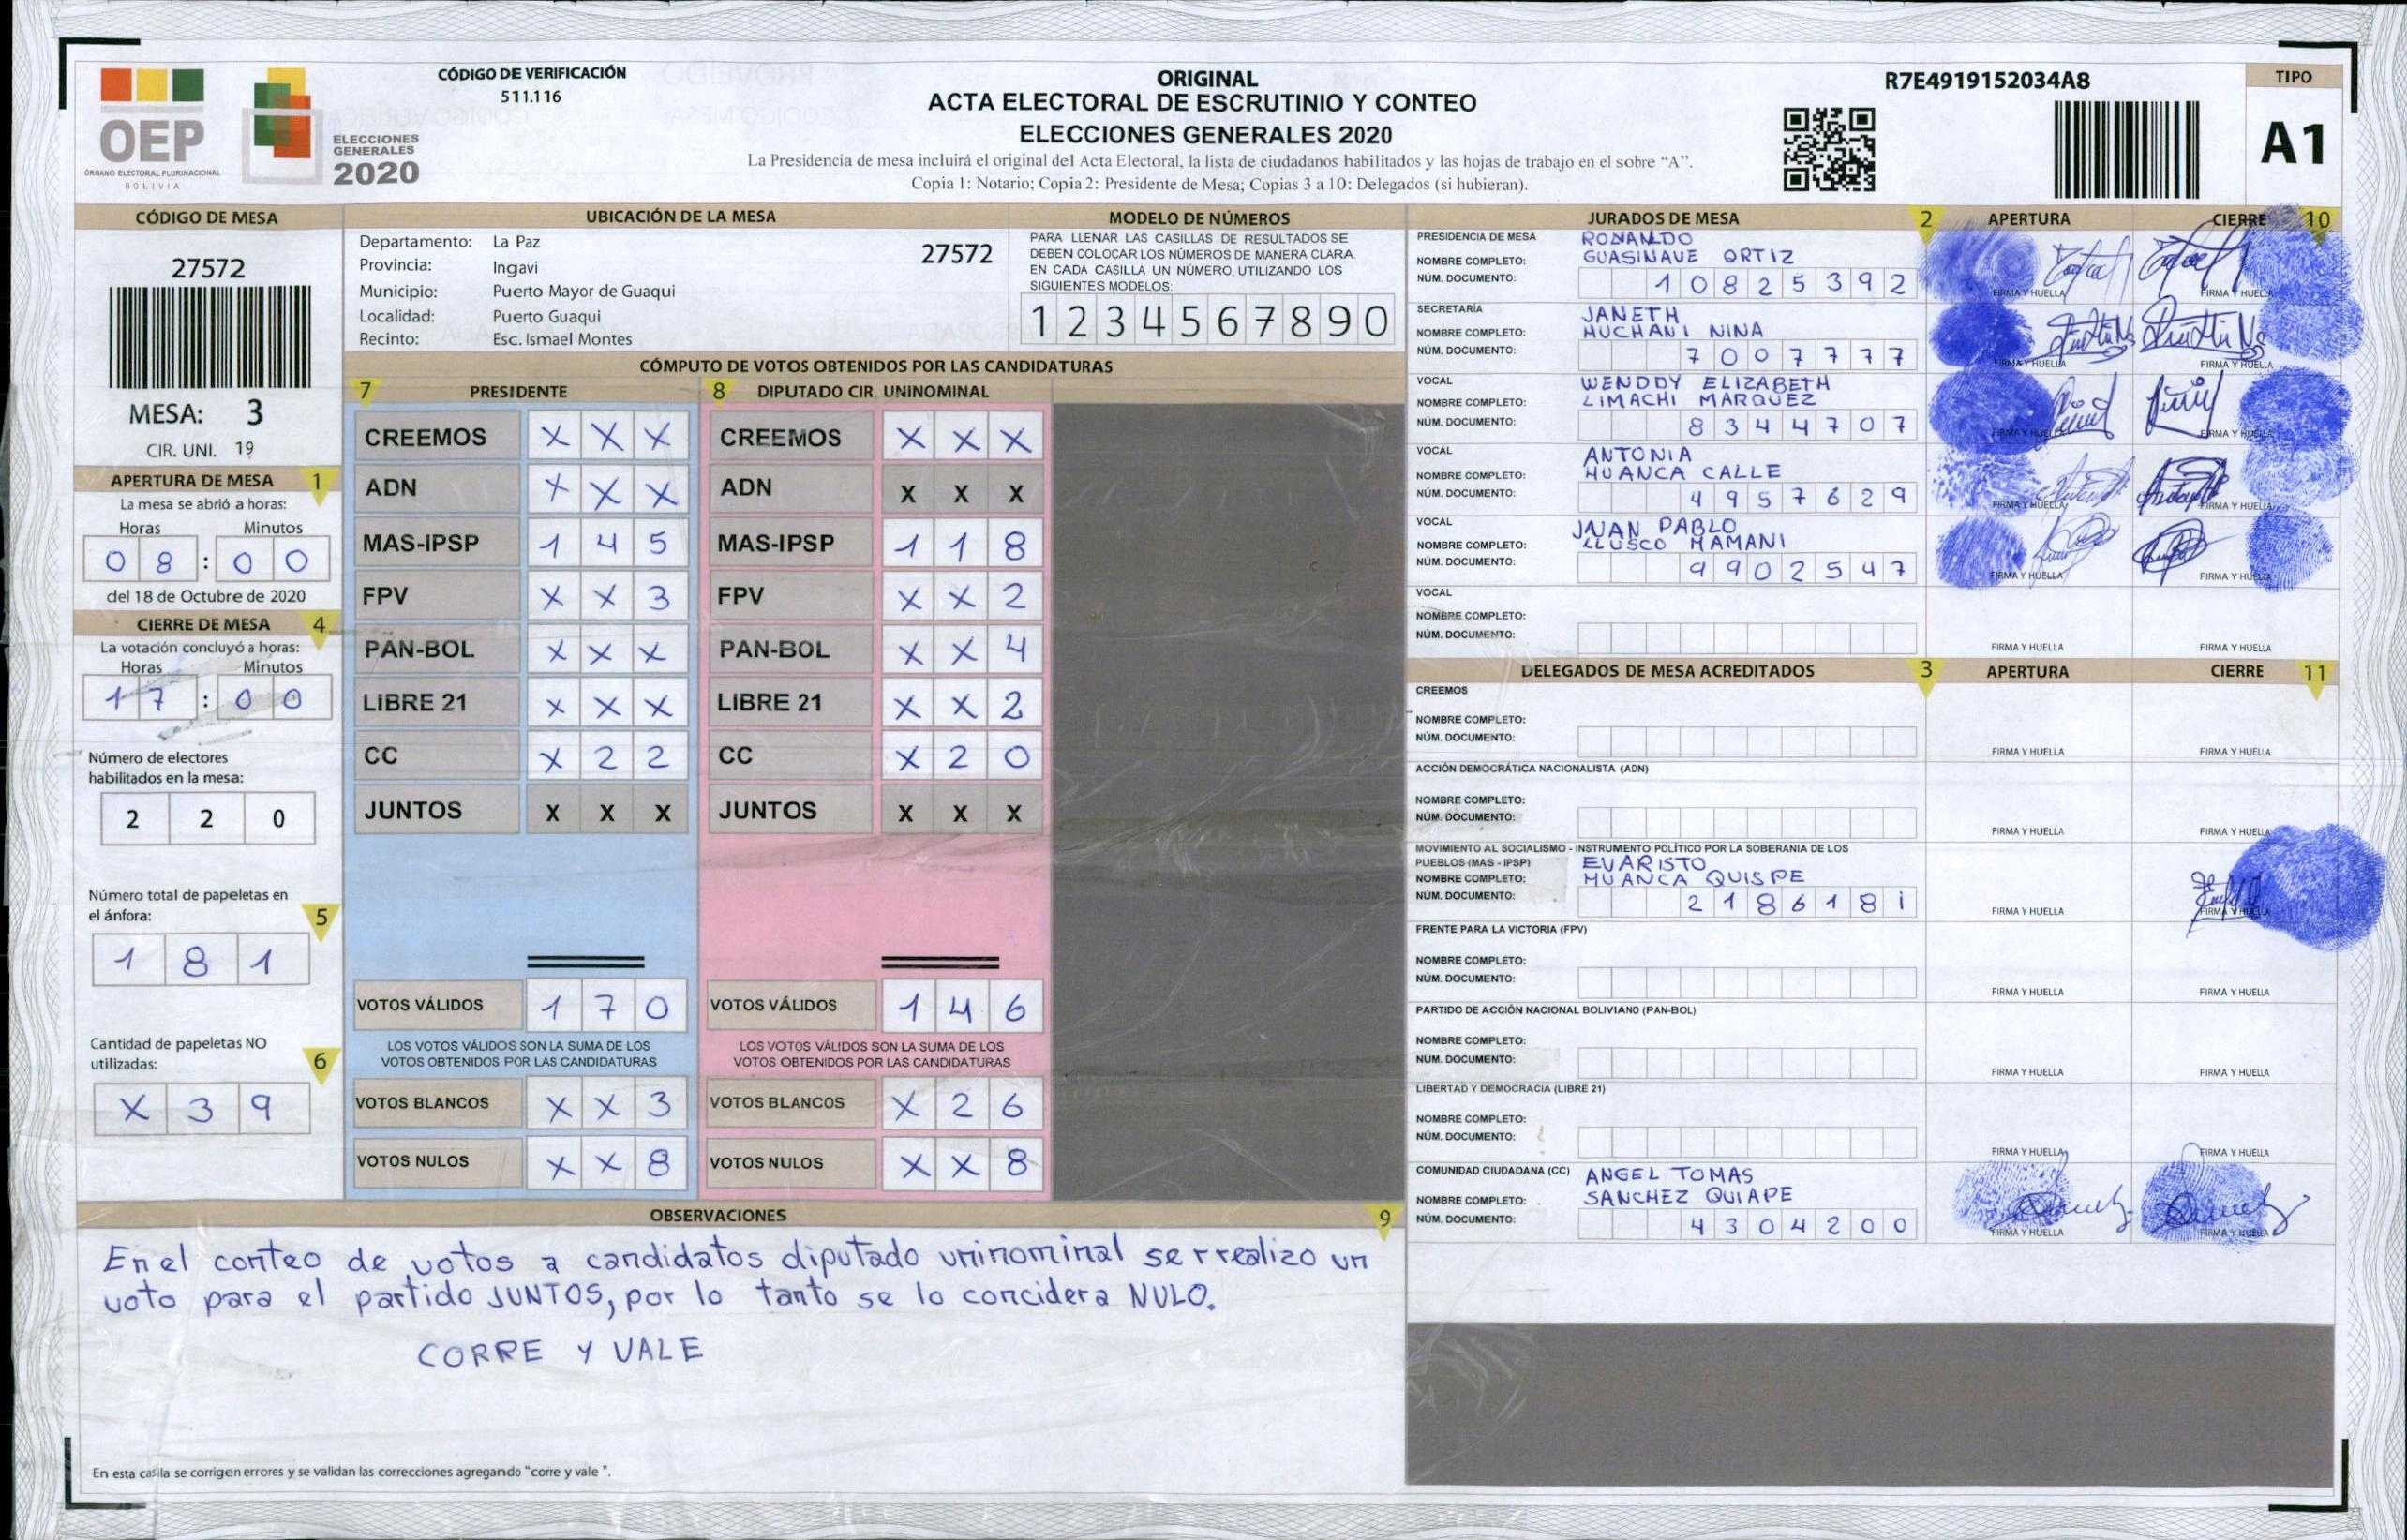 OEP
ÓRGANO ELECTORAL PLURINACIONAL
BOLIVIA
ELECCIONES
GENERALES
2020
CÓDIGO DE VERIFICACIÓN
511.116
ORIGINAL
ACTA ELECTORAL DE ESCRUTINIO Y CONTEO
ELECCIONES GENERALES 2020
La Presidencia de mesa incluirá el original del Acta Electoral, la lista de ciudadanos habilitados y las hojas de trabajo en el sobre “A”.
Copia 1: Notario; Copia 2: Presidente de Mesa; Copias 3 a 10: Delegados (si hubieran).
R7E4919152034A8
TIPO
A1
CÓDIGO DE MESA
27572
MESA: 3
CIR. UNI. 19
APERTURA DE MESA 1
La mesa se abrió a horas:
Horas Minutos
0 8 : 0 0
del 18 de Octubre de 2020
CIERRE DE MESA 4
La votación concluyó a horas:
Horas Minutos
1 7 : 0 0
Número de electores
habilitados en la mesa:
2 2 0
Número total de papeletas en
el ánfora: 5
1 8 1
Cantidad de papeletas NO
utilizadas: 6
X 3 9
UBICACIÓN DE LA MESA
Departamento: La Paz
Provincia: Ingavi
Municipio: Puerto Mayor de Guaqui
Localidad: Puerto Guaqui
Recinto: Esc. Ismael Montes
27572
MODELO DE NÚMEROS
PARA LLENAR LAS CASILLAS DE RESULTADOS SE
DEBEN COLOCAR LOS NÚMEROS DE MANERA CLARA.
EN CADA CASILLA UN NÚMERO, UTILIZANDO LOS
SIGUIENTES MODELOS:
1 2 3 4 5 6 7 8 9 0
CÓMPUTO DE VOTOS OBTENIDOS POR LAS CANDIDATURAS
7 PRESIDENTE
CREEMOS X X X
ADN X X X
MAS-IPSP 1 4 5
FPV X X 3
PAN-BOL X X X
LIBRE 21 X X X
CC X 2 2
JUNTOS X X X
VOTOS VÁLIDOS 1 7 0
LOS VOTOS VÁLIDOS SON LA SUMA DE LOS
VOTOS OBTENIDOS POR LAS CANDIDATURAS
VOTOS BLANCOS X X 3
VOTOS NULOS X X 8
8 DIPUTADO CIR. UNINOMINAL
CREEMOS X X X
ADN X X X
MAS-IPSP 1 1 8
FPV X X 2
PAN-BOL X X 4
LIBRE 21 X X 2
CC X 2 0
JUNTOS X X X
VOTOS VÁLIDOS 1 4 6
LOS VOTOS VÁLIDOS SON LA SUMA DE LOS
VOTOS OBTENIDOS POR LAS CANDIDATURAS
VOTOS BLANCOS X 2 6
VOTOS NULOS X X 8
OBSERVACIONES 9
En el conteo de votos a candidatos diputado uninominal se rrealizo un
voto para el partido JUNTOS, por lo tanto se lo concidera NULO.
CORRE Y VALE
En esta casila se corrigen errores y se validan las correcciones agregando "corre y vale ".
JURADOS DE MESA 2 APERTURA CIERRE 10
PRESIDENCIA DE MESA RONALDO
NOMBRE COMPLETO: GUASINAVE ORTIZ
NÚM. DOCUMENTO: 1 0 8 2 5 3 9 2
FIRMA Y HUELLA FIRMA Y HUELLA
SECRETARÍA JANETH
NOMBRE COMPLETO: HUCHANI NINA
NÚM. DOCUMENTO: 7 0 0 7 7 7 7
FIRMA Y HUELLA FIRMA Y HUELLA
VOCAL WENDDY ELIZABETH
NOMBRE COMPLETO: LIMACHI MARQUEZ
NÚM. DOCUMENTO: 8 3 4 4 7 0 7
FIRMA Y HUELLA FIRMA Y HUELLA
VOCAL ANTONIA
NOMBRE COMPLETO: HUANCA CALLE
NÚM. DOCUMENTO: 4 9 5 7 6 2 9
FIRMA Y HUELLA FIRMA Y HUELLA
VOCAL JUAN PABLO
NOMBRE COMPLETO: LLUSCO MAMANI
NÚM. DOCUMENTO: 9 9 0 2 5 4 7
FIRMA Y HUELLA FIRMA Y HUELLA
VOCAL
NOMBRE COMPLETO:
NÚM. DOCUMENTO:
FIRMA Y HUELLA FIRMA Y HUELLA
DELEGADOS DE MESA ACREDITADOS 3 APERTURA CIERRE 11
CREEMOS
NOMBRE COMPLETO:
NÚM. DOCUMENTO:
FIRMA Y HUELLA FIRMA Y HUELLA
ACCIÓN DEMOCRÁTICA NACIONALISTA (ADN)
NOMBRE COMPLETO:
NÚM. DOCUMENTO:
FIRMA Y HUELLA FIRMA Y HUELLA
MOVIMIENTO AL SOCIALISMO - INSTRUMENTO POLÍTICO POR LA SOBERANIA DE LOS
PUEBLOS (MAS - IPSP) EVARISTO
NOMBRE COMPLETO: HUANCA QUISPE
NÚM. DOCUMENTO: 2 1 8 6 1 8 1
FIRMA Y HUELLA FIRMA Y HUELLA
FRENTE PARA LA VICTORIA (FPV)
NOMBRE COMPLETO:
NÚM. DOCUMENTO:
FIRMA Y HUELLA FIRMA Y HUELLA
PARTIDO DE ACCIÓN NACIONAL BOLIVIANO (PAN-BOL)
NOMBRE COMPLETO:
NÚM. DOCUMENTO:
FIRMA Y HUELLA FIRMA Y HUELLA
LIBERTAD Y DEMOCRACIA (LIBRE 21)
NOMBRE COMPLETO:
NÚM. DOCUMENTO:
FIRMA Y HUELLA FIRMA Y HUELLA
COMUNIDAD CIUDADANA (CC) ANGEL TOMAS
NOMBRE COMPLETO: SANCHEZ QUIAPE
NÚM. DOCUMENTO: 4 3 0 4 2 0 0
FIRMA Y HUELLA FIRMA Y HUELLA